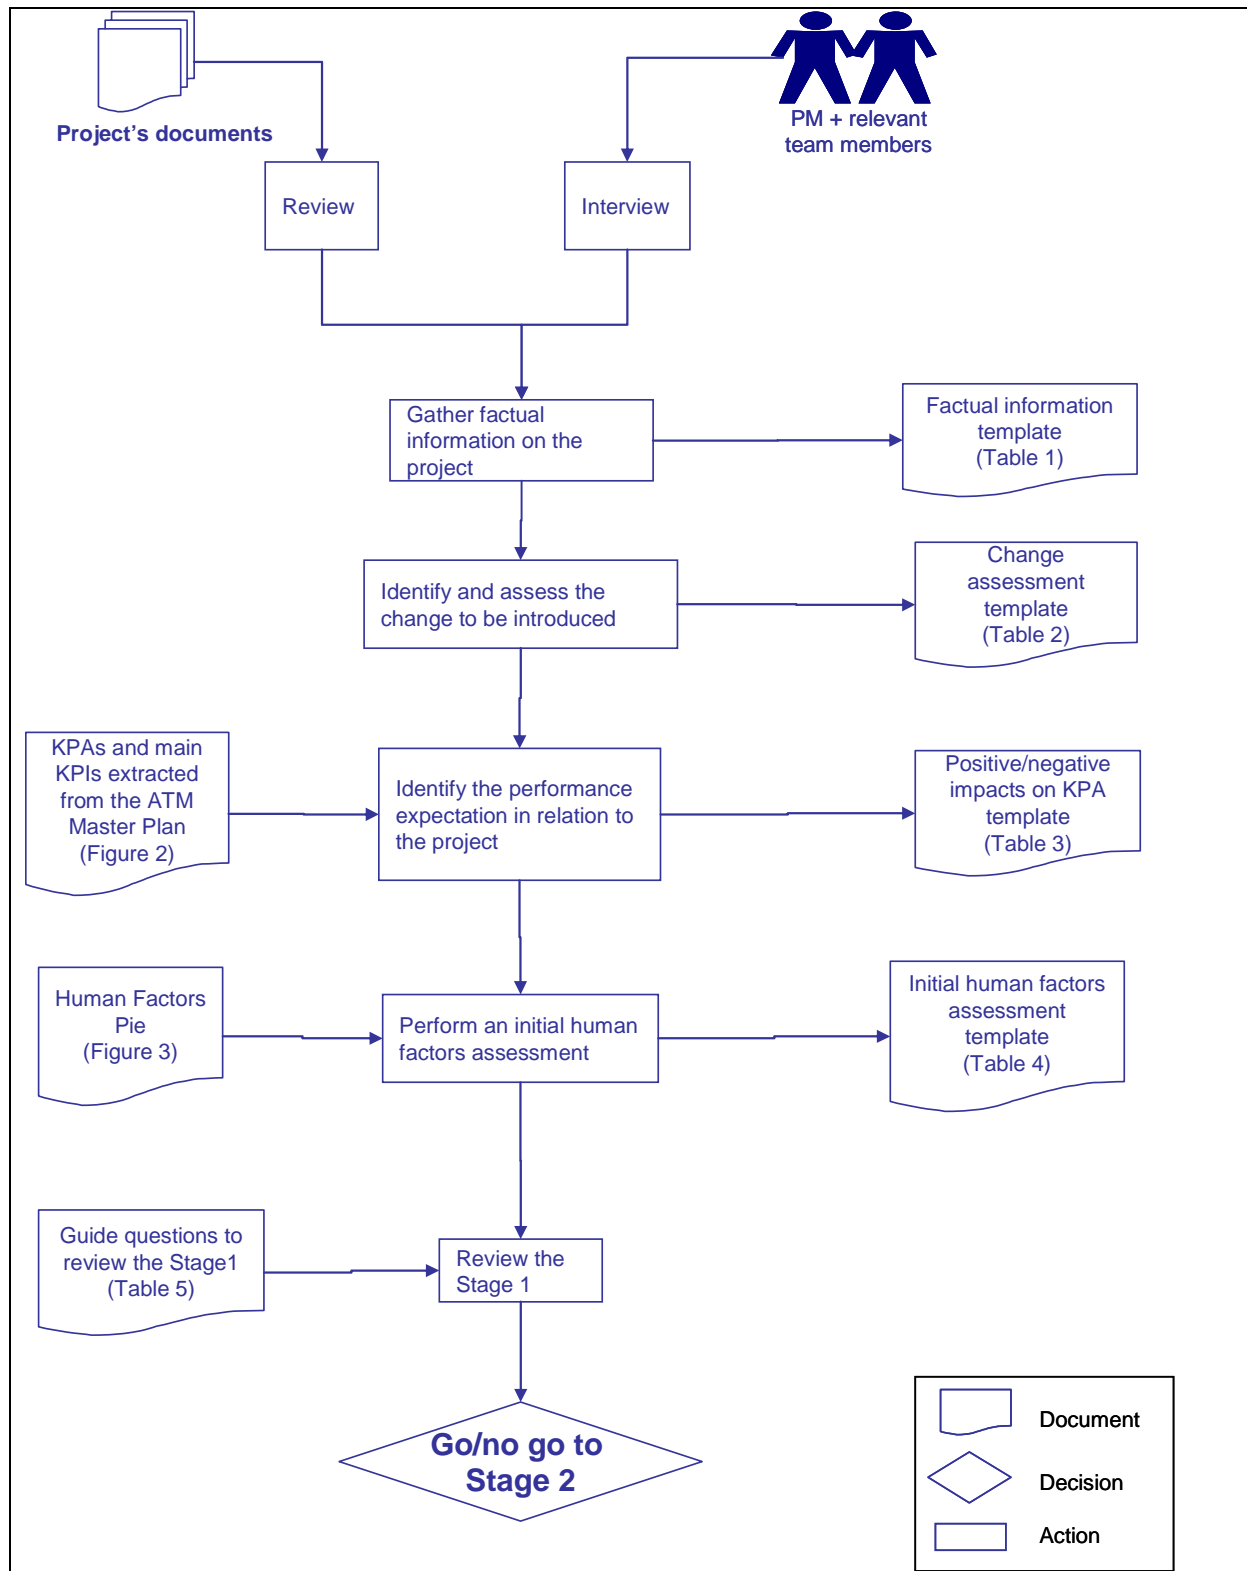 Project's documents
PM + relevant
team members
Review
Interview
Gather factual
information on the
project
Factual information
template
(Table 1)
Identify and assess the
change to be introduced
Change
assessment
template
(Table 2)
KPAs and main
KPIs extracted
from the ATM
Master Plan
(Figure 2)
Identify the performance
expectation in relation to
the project
Positive/negative
impacts on KPA
template
(Table 3)
Human Factors
Pie
(Figure 3)
Perform an initial human
factors assessment
Initial human factors
assessment
template
(Table 4)
Guide questions to
review the Stage1
(Table 5)
Review the
Stage 1
Go/no go to
Stage 2
Document
Decision
Action